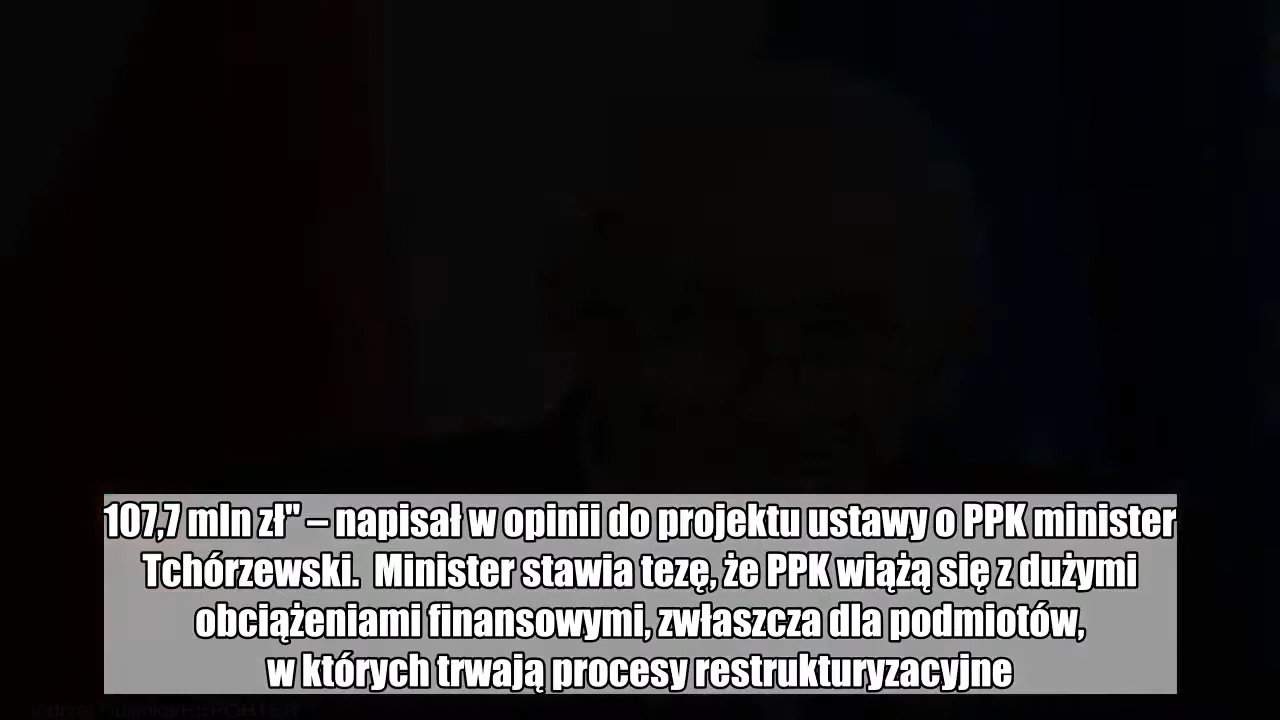 107,7 mln zł" – napisał w opinii do projektu ustawy o PPK minister
Tchórzewski. Minister stawia tezę, że PPK wiążą się z dużymi
obciążeniami finansowymi, zwłaszcza dla podmiotów,
w których trwają procesy restrukturyzacyjne